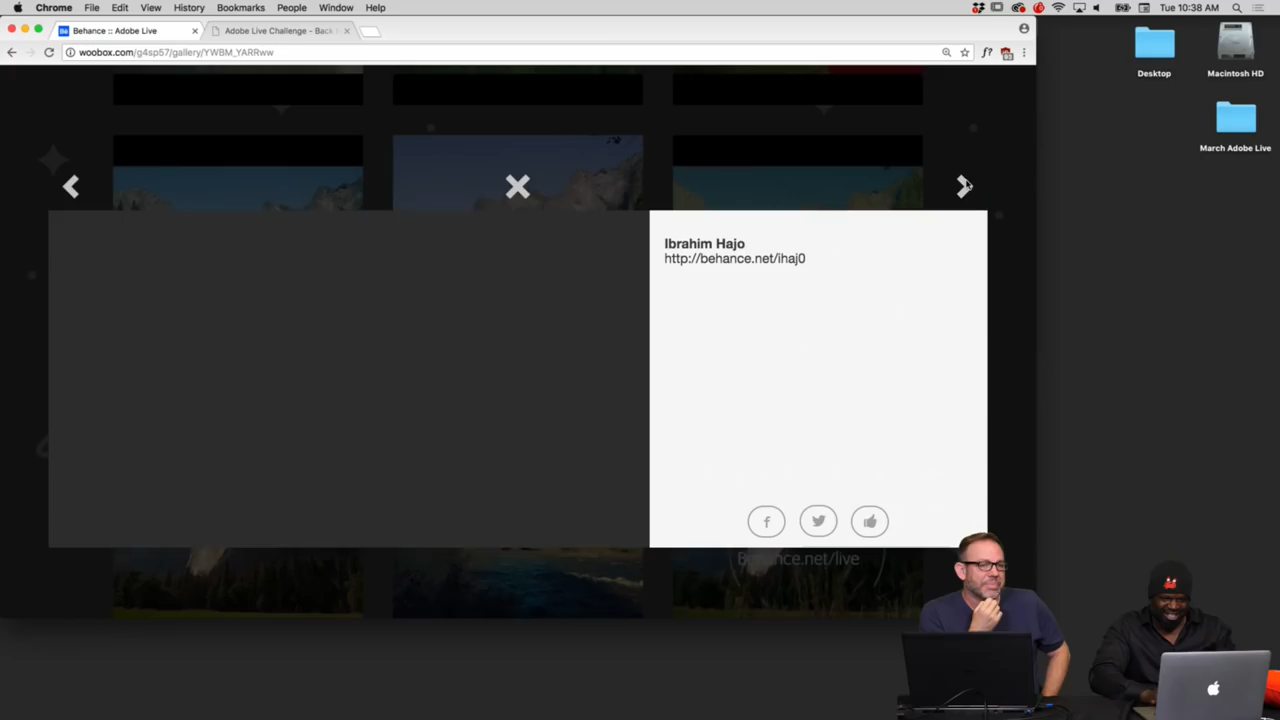 Chrome File Edit View History Bookmarks People Window Help
Tue 10:38 AM
Behance :: Adobe Live
Adobe Live Challenge - Back
woobox.com/g4sp57/gallery/YWBM_YARRww
f?
Desktop
Macintosh HD
March Adobe Live
Ibrahim Hajo
http://behance.net/ihaj0
f
Behance.net/live